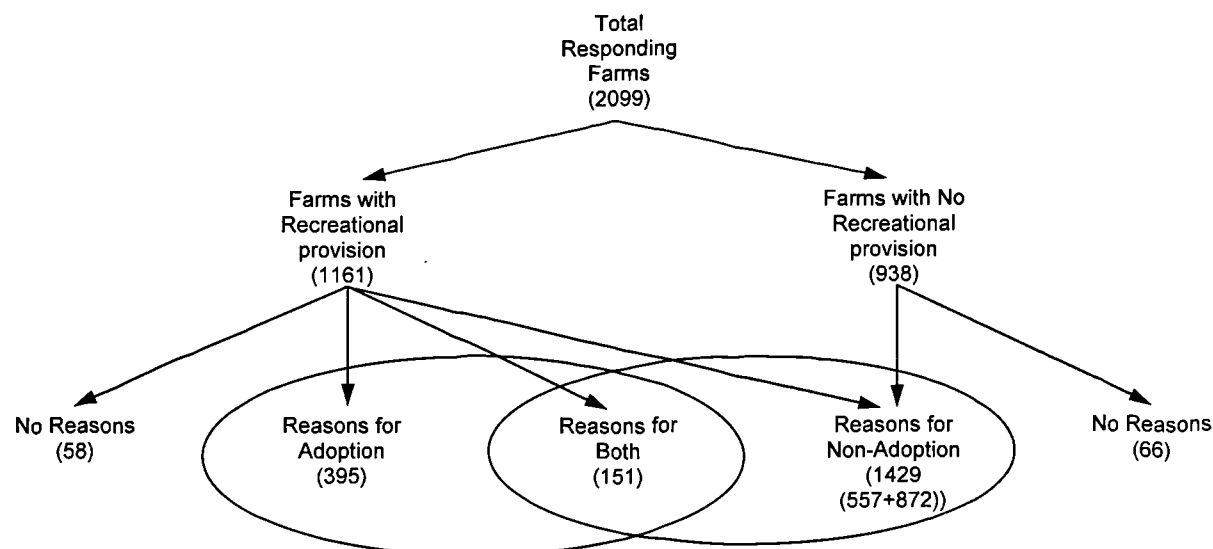 Total
Responding
Farms
(2099)
Farms with
Recreational
provision
(1161)
Farms with No
Recreational
provision
(938)
No Reasons
(58)
Reasons for
Adoption
(395)
Reasons for
Both
(151)
Reasons for
Non-Adoption
(1429
(557+872))
No Reasons
(66)